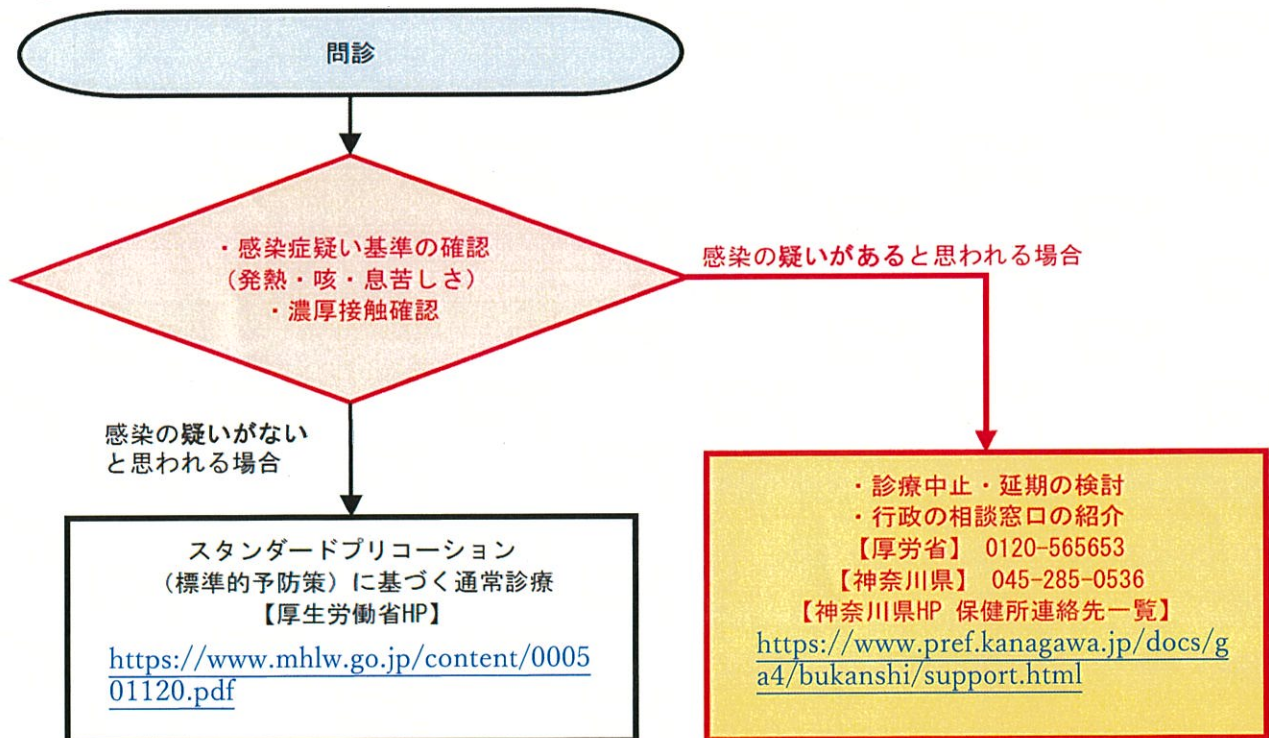 問診
・感染症疑い基準の確認
(発熱・咳・息苦しさ)
・濃厚接触確認
感染の疑いがあると思われる場合
感染の疑いがない
と思われる場合
スタンダードプリコーション
(標準的予防策)に基づく通常診療
【厚生労働省HP】
https://www.mhlw.go.jp/content/0005
01120.pdf
・診療中止・延期の検討
・行政の相談窓口の紹介
【厚労省】 0120-565653
【神奈川県】 045-285-0536
【神奈川県HP 保健所連絡先一覧】
https://www.pref.kanagawa.jp/docs/g
a4/bukanshi/support.html